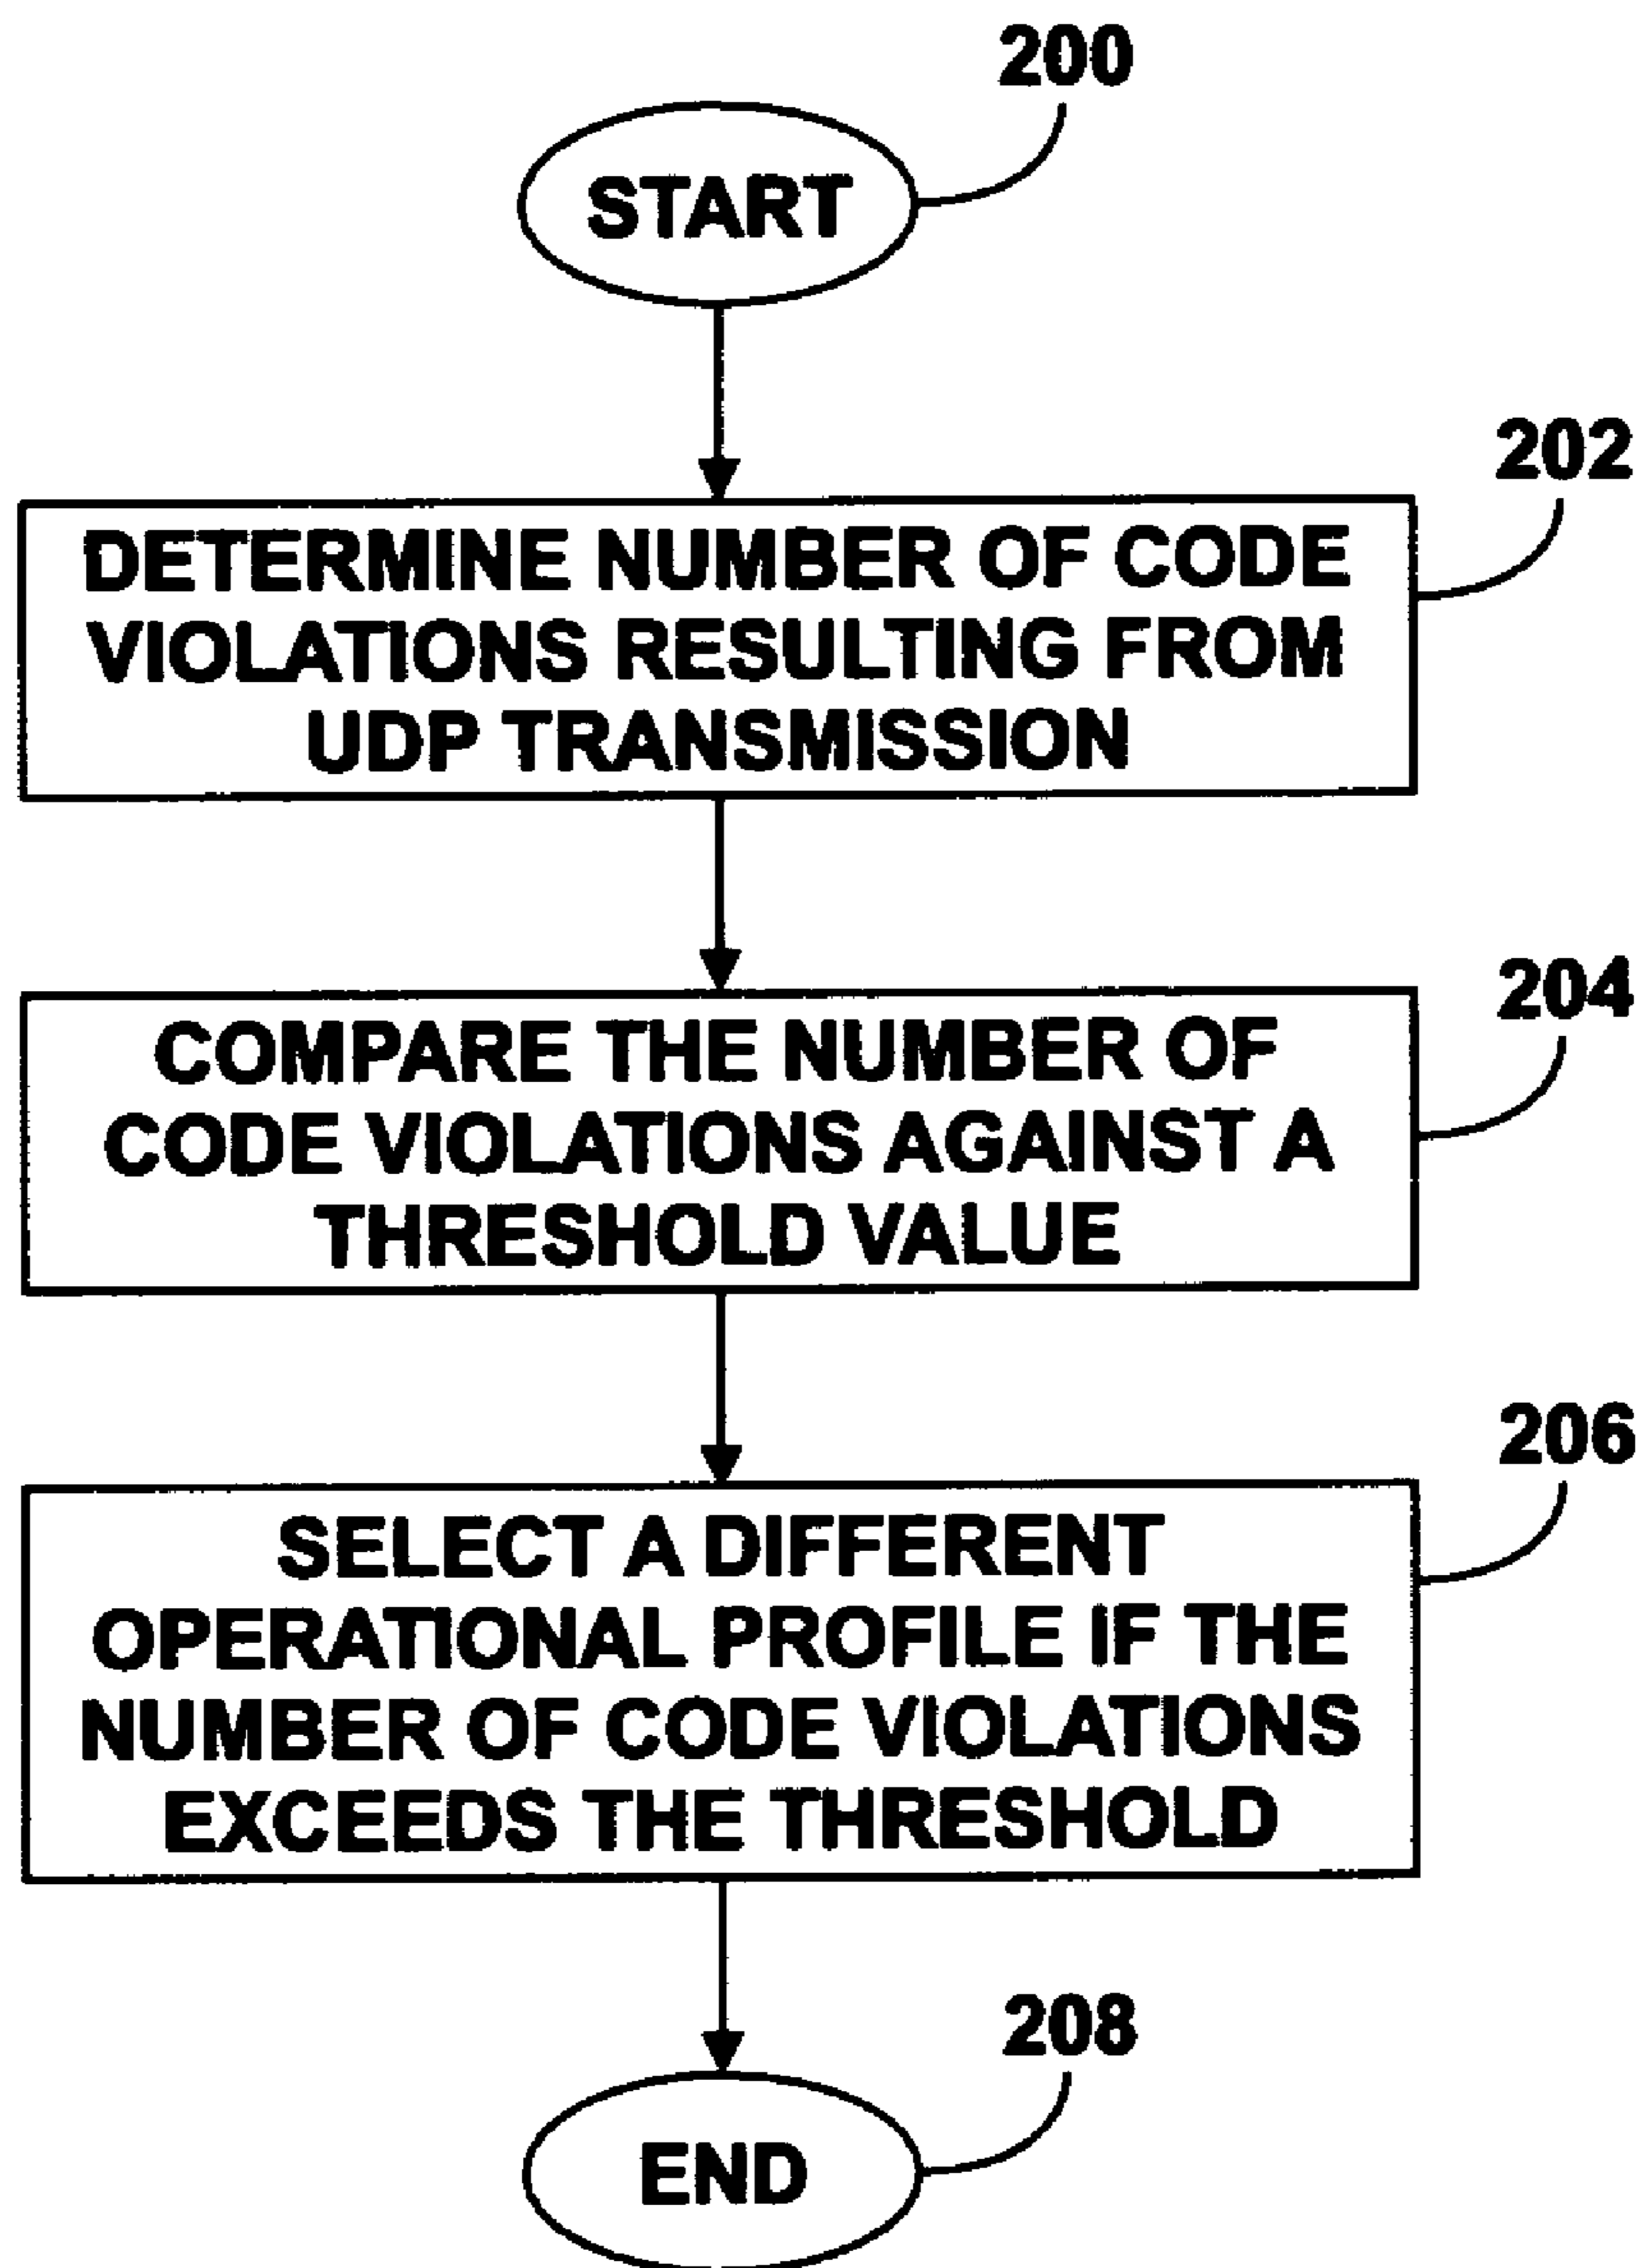 200
START
202
DETERMINE NUMBER OF CODE
VIOLATIONS RESULTING FROM
UDP TRANSMISSION
204
COMPARE THE NUMBER OF
CODE VIOLATIONS AGAINST A
THRESHOLD VALUE
206
SELECT A DIFFERENT
OPERATIONAL PROFILE IF THE
NUMBER OF CODE VIOLATIONS
EXCEEDS THE THRESHOLD
208
END